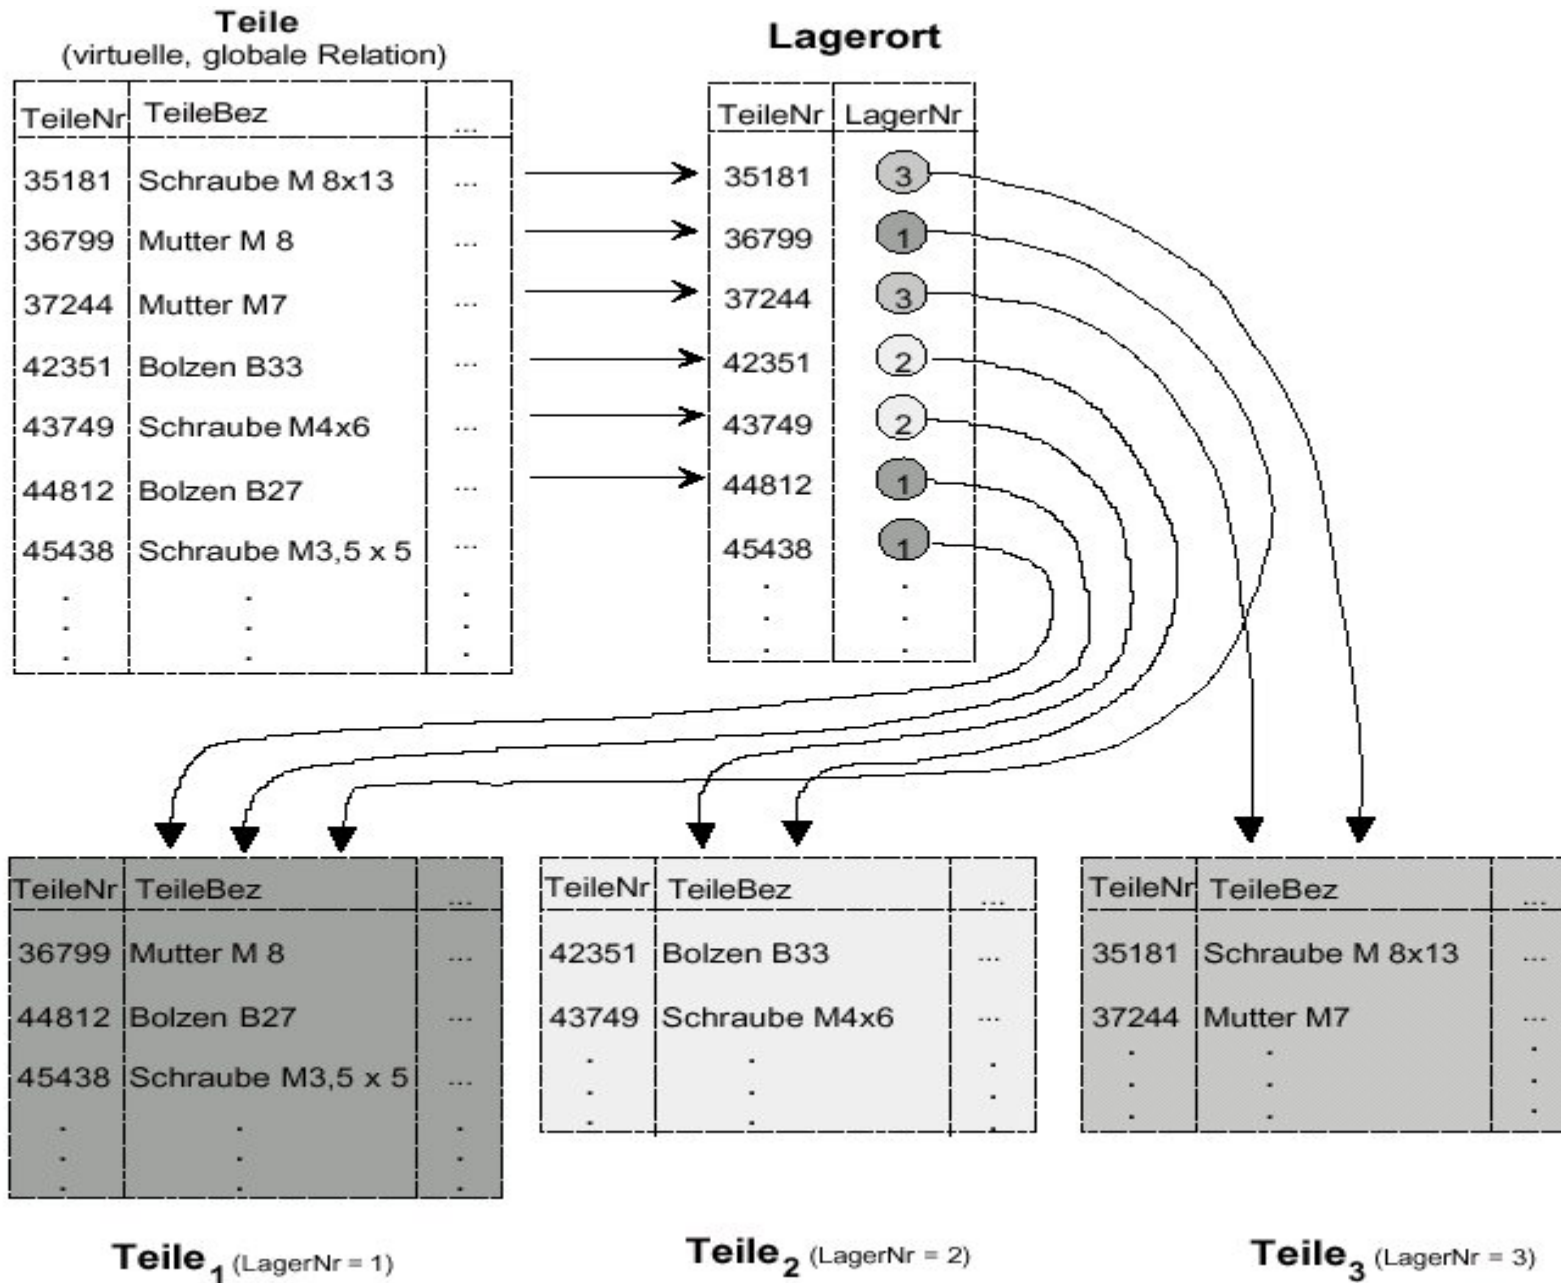 Teile
(virtuelle, globale Relation)
TeileNr TeileBez ...
35181 Schraube M 8x13 ...
36799 Mutter M 8 ...
37244 Mutter M7 ...
42351 Bolzen B33 ...
43749 Schraube M4x6 ...
44812 Bolzen B27 ...
45438 Schraube M3,5 x 5 ...
. . .
. . .
. . .
Lagerort
TeileNr LagerNr
35181 3
36799 1
37244 3
42351 2
43749 2
44812 1
45438 1
. .
. .
. .
TeileNr TeileBez ...
36799 Mutter M 8 ...
44812 Bolzen B27 ...
45438 Schraube M3,5 x 5 ...
. . .
. . .
. . .
Teile1 (LagerNr = 1)
TeileNr TeileBez ...
42351 Bolzen B33 ...
43749 Schraube M4x6 ...
. . .
. . .
. . .
Teile2 (LagerNr = 2)
TeileNr TeileBez ...
35181 Schraube M 8x13 ...
37244 Mutter M7 ...
. . .
. . .
. . .
Teile3 (LagerNr = 3)